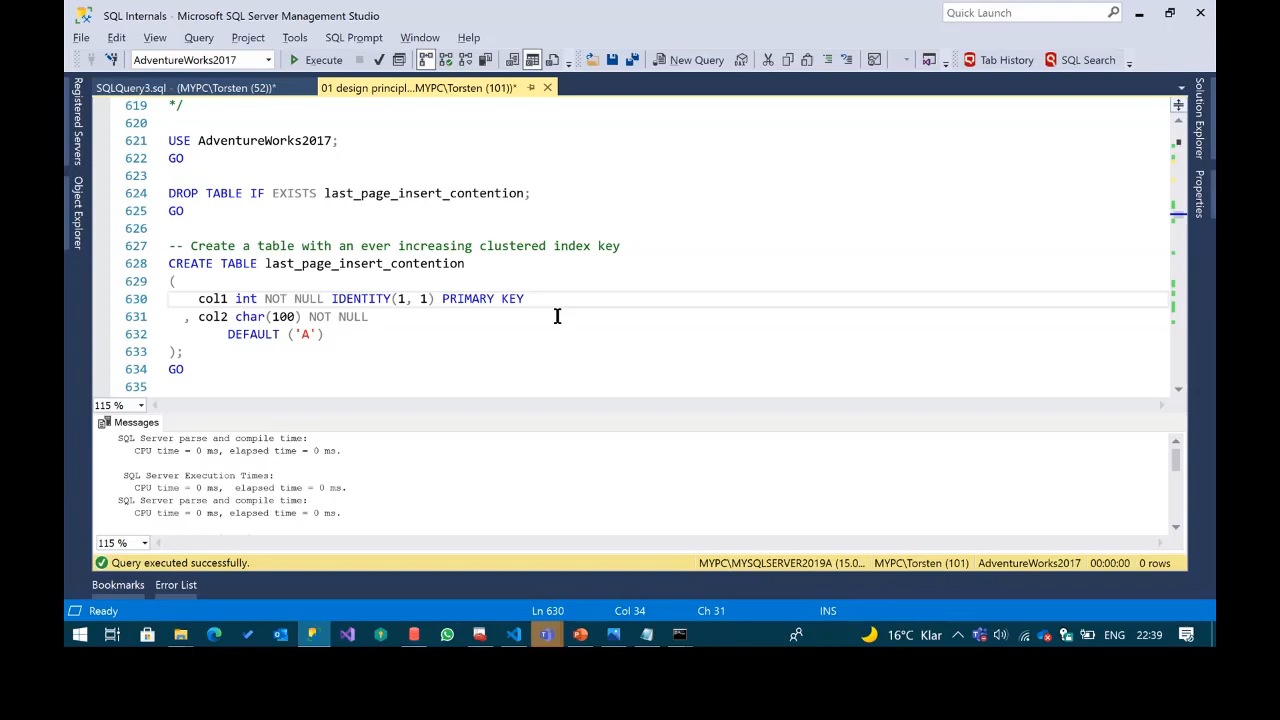 SQL Internals - Microsoft SQL Server Management Studio
Quick Launch
File Edit View Query Project Tools SQL Prompt Window Help
AdventureWorks2017 Execute New Query Tab History SQL Search
SQLQuery3.sql - (MYPC\Torsten (52))* 01 design principl...MYPC\Torsten (101))*
Registered Servers
Object Explorer
Solution Explorer
Properties
619 */
620
621 USE AdventureWorks2017;
622 GO
623
624 DROP TABLE IF EXISTS last_page_insert_contention;
625 GO
626
627 -- Create a table with an ever increasing clustered index key
628 CREATE TABLE last_page_insert_contention
629 (
630 col1 int NOT NULL IDENTITY(1, 1) PRIMARY KEY
631 , col2 char(100) NOT NULL
632 DEFAULT ('A')
633 );
634 GO
635
115 %
Messages
SQL Server parse and compile time:
CPU time = 0 ms, elapsed time = 0 ms.
SQL Server Execution Times:
CPU time = 0 ms,  elapsed time = 0 ms.
SQL Server parse and compile time:
CPU time = 0 ms, elapsed time = 0 ms.
115 %
Query executed successfully. MYPC\MYSQLSERVER2019A (15.0... MYPC\Torsten (101) AdventureWorks2017 00:00:00 0 rows
Bookmarks Error List
Ready Ln 630 Col 34 Ch 31 INS
16°C Klar ENG 22:39